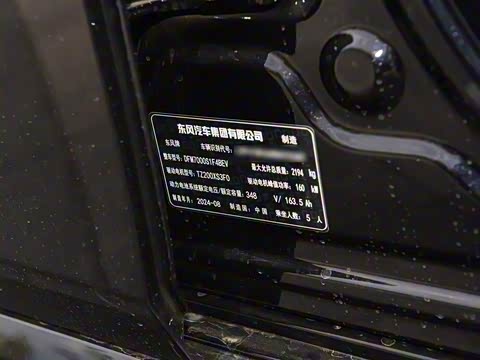 东风汽车集团有限公司 制造
东风牌 车辆识别代号:
整车型号: DFM7000G1F4BEV 最大允许总质量: 2194 kg
驱动电机型号: TZ200XS3F0 驱动电机峰值功率: 160 kW
动力电池系统额定电压/额定容量: 348 V/ 163.5 Ah
制造年月: 2024-08 制造国: 中国 乘坐人数: 5 人